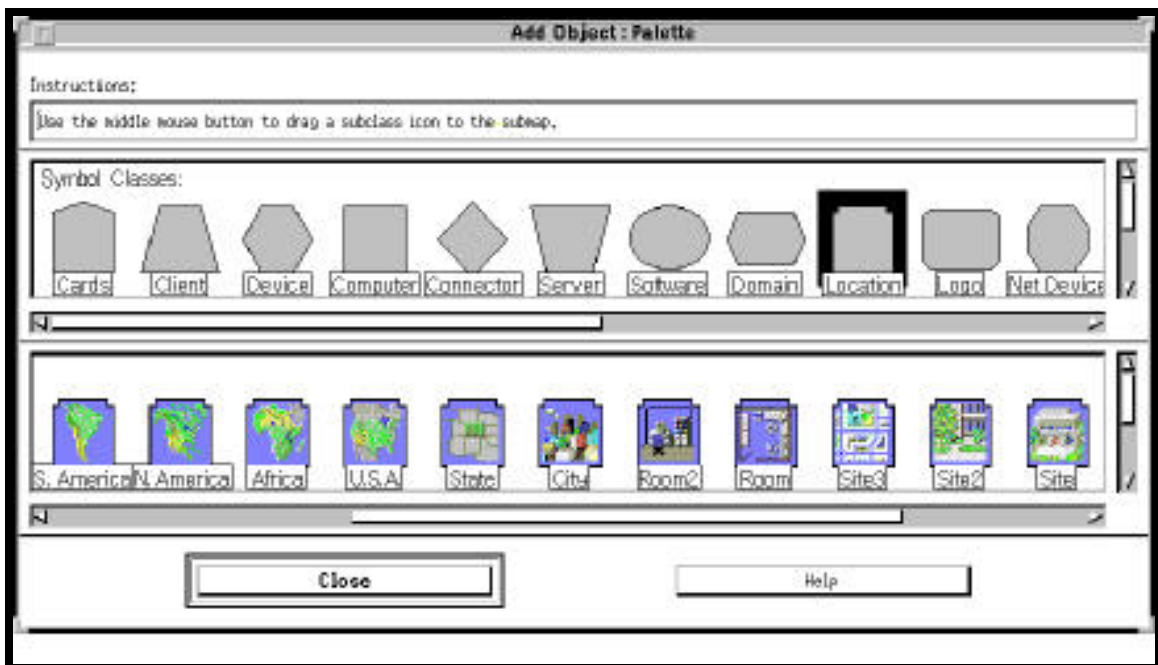 Add Object : Palette
Instructions:
Use the middle mouse button to drag a subclass icon to the submap.
Symbol Classes:
Cards Client Device Computer Connector Server Software Domain Location Logo Net Device
S. America N. America Africa U.S.A. State City Room2 Room Site3 Site2 Site
Close Help